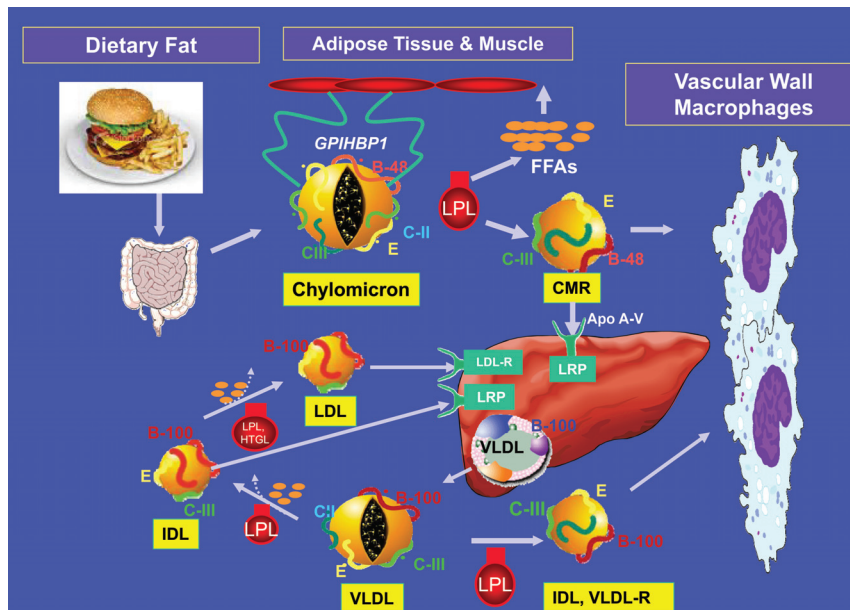 Dietary Fat
Adipose Tissue & Muscle
Vascular Wall
Macrophages
GPIHBP1
B-48
FFAs
LPL
CIII
C-II
E
Chylomicron
E
C-III
B-48
CMR
Apo A-V
B-100
LDL-R
LRP
LDL
LRP
LPL,
HTGL
B-100
B-100
VLDL
E
C-III
IDL
LPL
B-100
C-III
E
VLDL
LPL
C-III
E
B-100
IDL, VLDL-R